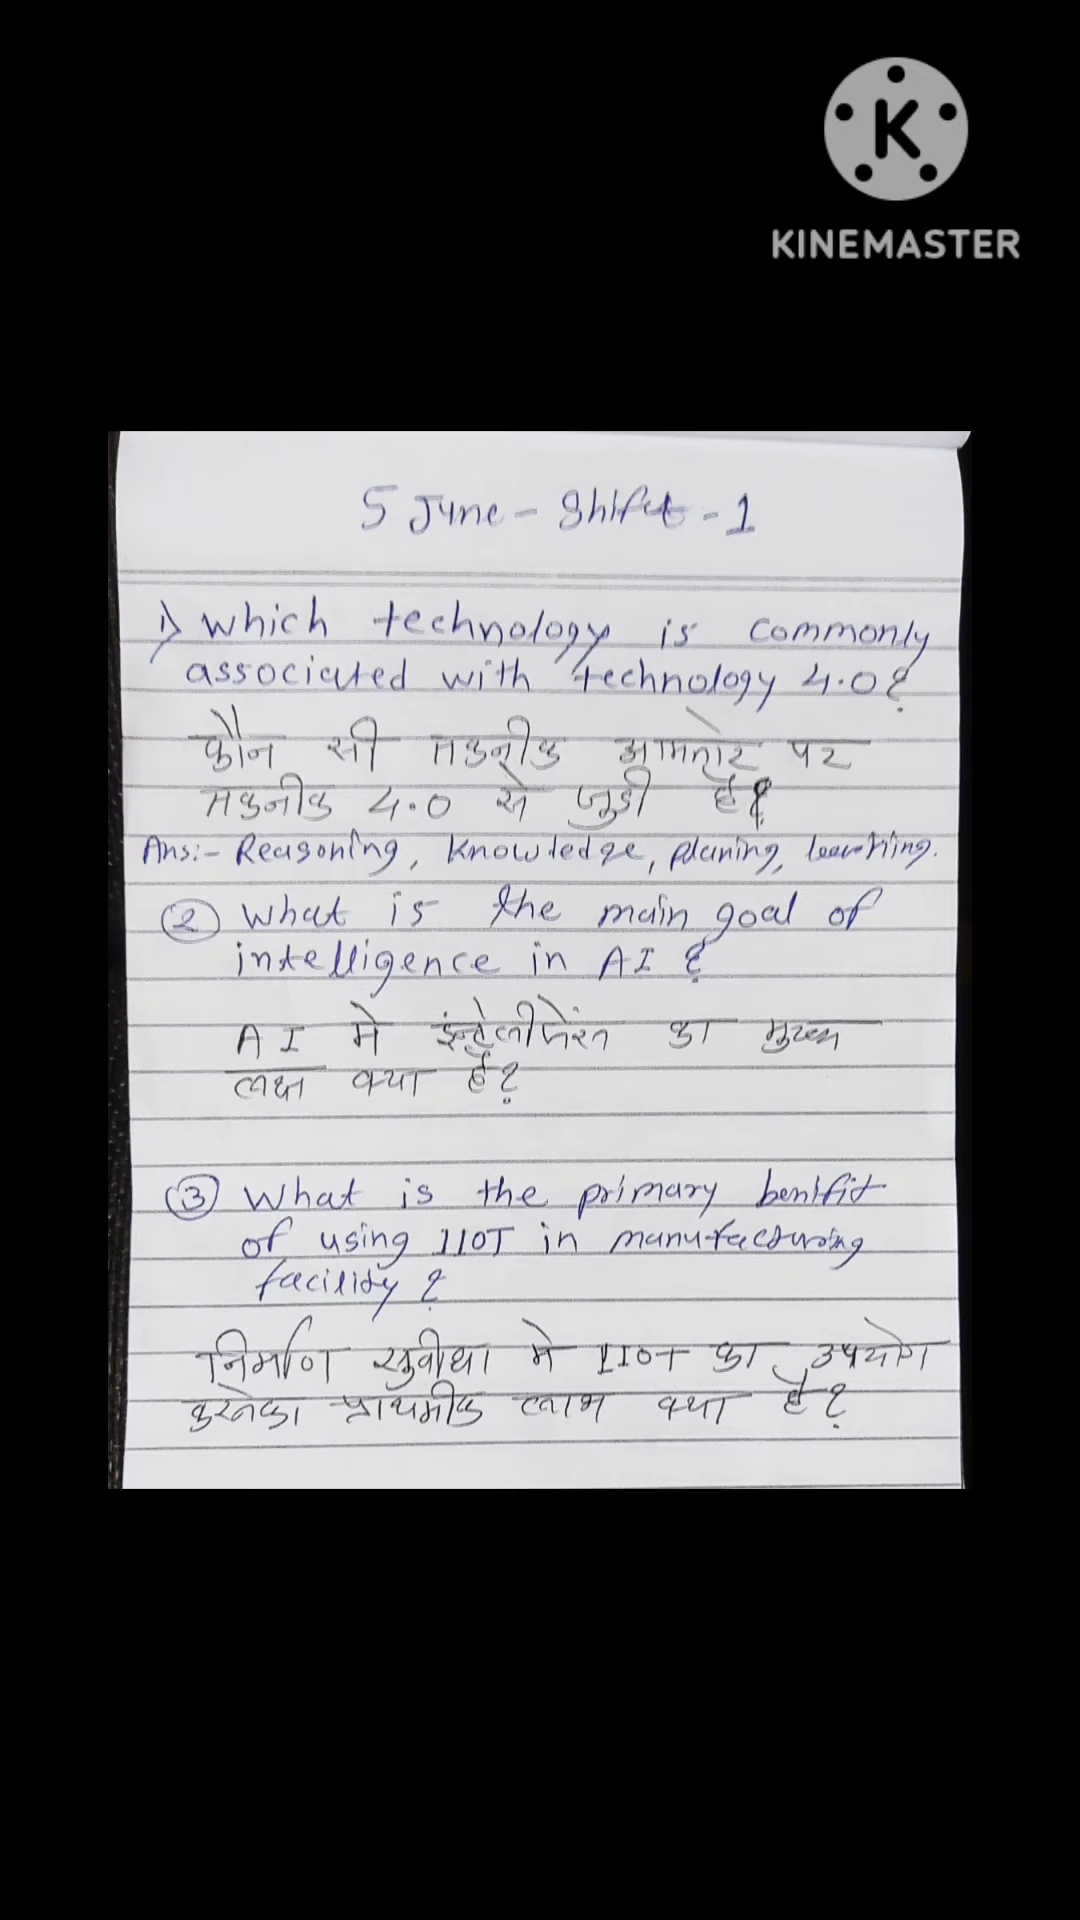 K
KINEMASTER
5 June - Shift - 1
1) Which technology is commonly
associated with technology 4.0?
कौन सी तकनीक आमतोर पर
तकनीक 4.0 से जुडी है?
Ans:- Reasoning, Knowledge, planing, learning.
② What is the main goal of
intelligence in AI ?
AI मे इंन्टेलीजेंस का मुख्य
लक्ष क्या है?
③ What is the primary benifit
of using IIOT in manufacturing
facility ?
निर्माण सुवीधा मे IIOT का उपयोग
करनेका प्राथमीक लाभ क्या है?